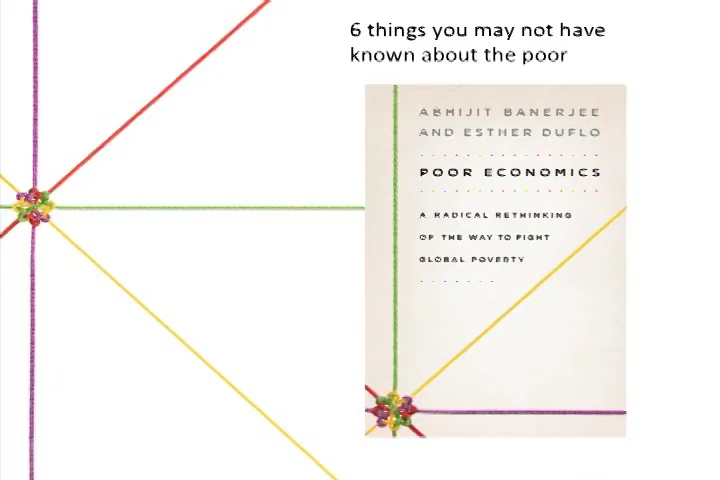 6 things you may not have
known about the poor
ABHIJIT BANERJEE
AND ESTHER DUFLO
POOR ECONOMICS
A RADICAL RETHINKING
OF THE WAY TO FIGHT
GLOBAL POVERTY